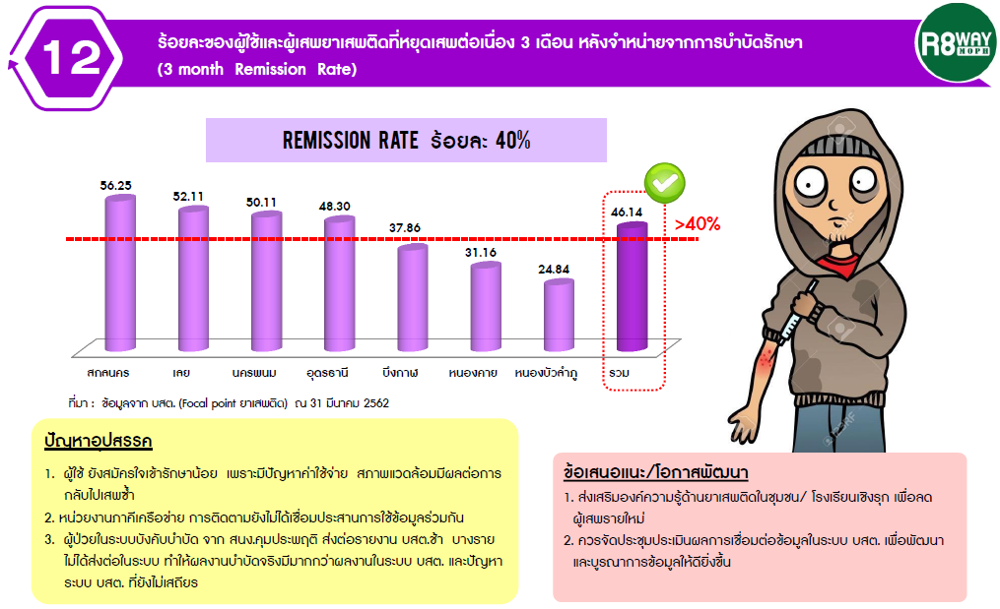 12
ร้อยละของผู้ใช้และผู้เสพยาเสพติดที่หยุดเสพต่อเนื่อง 3 เดือน หลังจำหน่ายจากการบำบัดรักษา
(3 month Remission Rate)
R8WAY
MOPH
REMISSION RATE ร้อยละ 40%
56.25
52.11
50.11
48.30
37.86
31.16
24.84
46.14
>40%
สกลนคร
เลย
นครพนม
อุดรธานี
บึงกาฬ
หนองคาย
หนองบัวลำภู
รวม
ที่มา : ข้อมูลจาก บสต. (Focal point ยาเสพติด) ณ 31 มีนาคม 2562
ปัญหาอุปสรรค
1. ผู้ใช้ ยังสมัครใจเข้ารักษาน้อย เพราะมีปัญหาค่าใช้จ่าย สภาพแวดล้อมมีผลต่อการ
กลับไปเสพซ้ำ
2. หน่วยงานภาคีเครือข่าย การติดตามยังไม่ได้เชื่อมประสานการใช้ข้อมูลร่วมกัน
3. ผู้ป่วยในระบบบังคับบำบัด จาก สนง.คุมประพฤติ ส่งต่อรายงาน บสต.ช้า บางราย
ไม่ได้ส่งต่อในระบบ ทำให้ผลงานบำบัดจริงมีมากกว่าผลงานในระบบ บสต. และปัญหา
ระบบ บสต. ที่ยังไม่เสถียร
ข้อเสนอแนะ/โอกาสพัฒนา
1. ส่งเสริมองค์ความรู้ด้านยาเสพติดในชุมชน/ โรงเรียนเชิงรุก เพื่อลด
ผู้เสพรายใหม่
2. ควรจัดประชุมประเมินผลการเชื่อมต่อข้อมูลในระบบ บสต. เพื่อพัฒนา
และบูรณาการข้อมูลให้ดียิ่งขึ้น